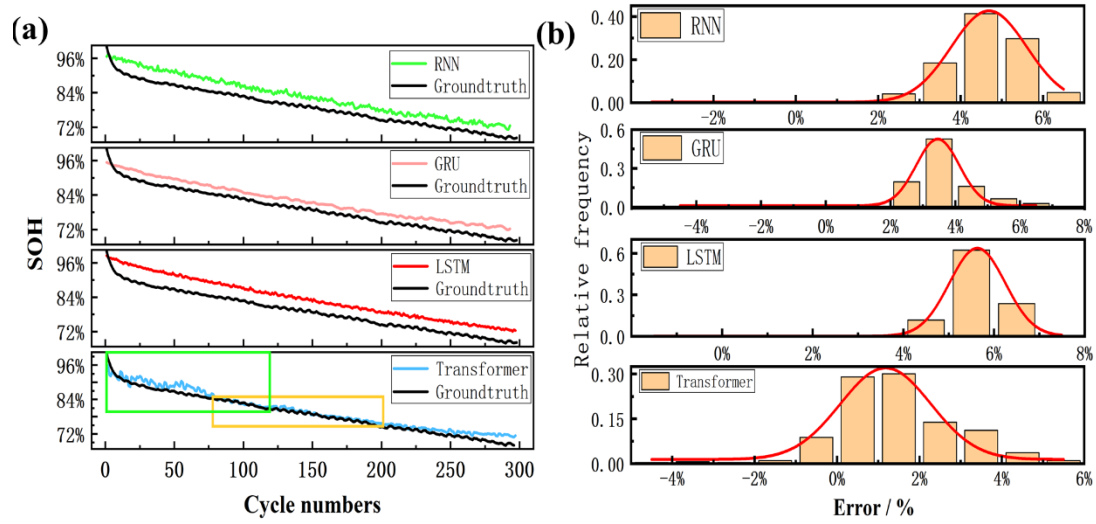 (a)
SOH
96%
84%
72%
RNN
Groundtruth
96%
84%
72%
GRU
Groundtruth
96%
84%
72%
LSTM
Groundtruth
96%
84%
72%
Transformer
Groundtruth
0 50 100 150 200 250 300
Cycle numbers
(b)
Relative frequency
0.40
0.20
0.00
RNN
-2% 0% 2% 4% 6%
0.6
0.3
0.0
GRU
-4% -2% 0% 2% 4% 6% 8%
0.6
0.3
0.0
LSTM
0% 2% 4% 6% 8%
0.30
0.15
0.00
Transformer
-4% -2% 0% 2% 4% 6%
Error / %